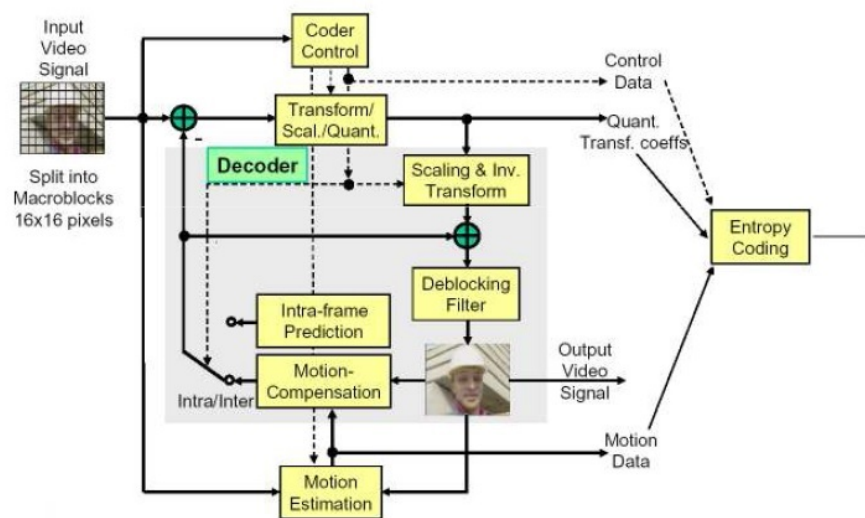 Input
Video
Signal
Split into
Macroblocks
16x16 pixels
Coder
Control
Transform/
Scal./Quant.
-
Decoder
Scaling & Inv.
Transform
Deblocking
Filter
Intra-frame
Prediction
Motion-
Compensation
Intra/Inter
Motion
Estimation
Control
Data
Quant.
Transf. coeffs
Entropy
Coding
Output
Video
Signal
Motion
Data